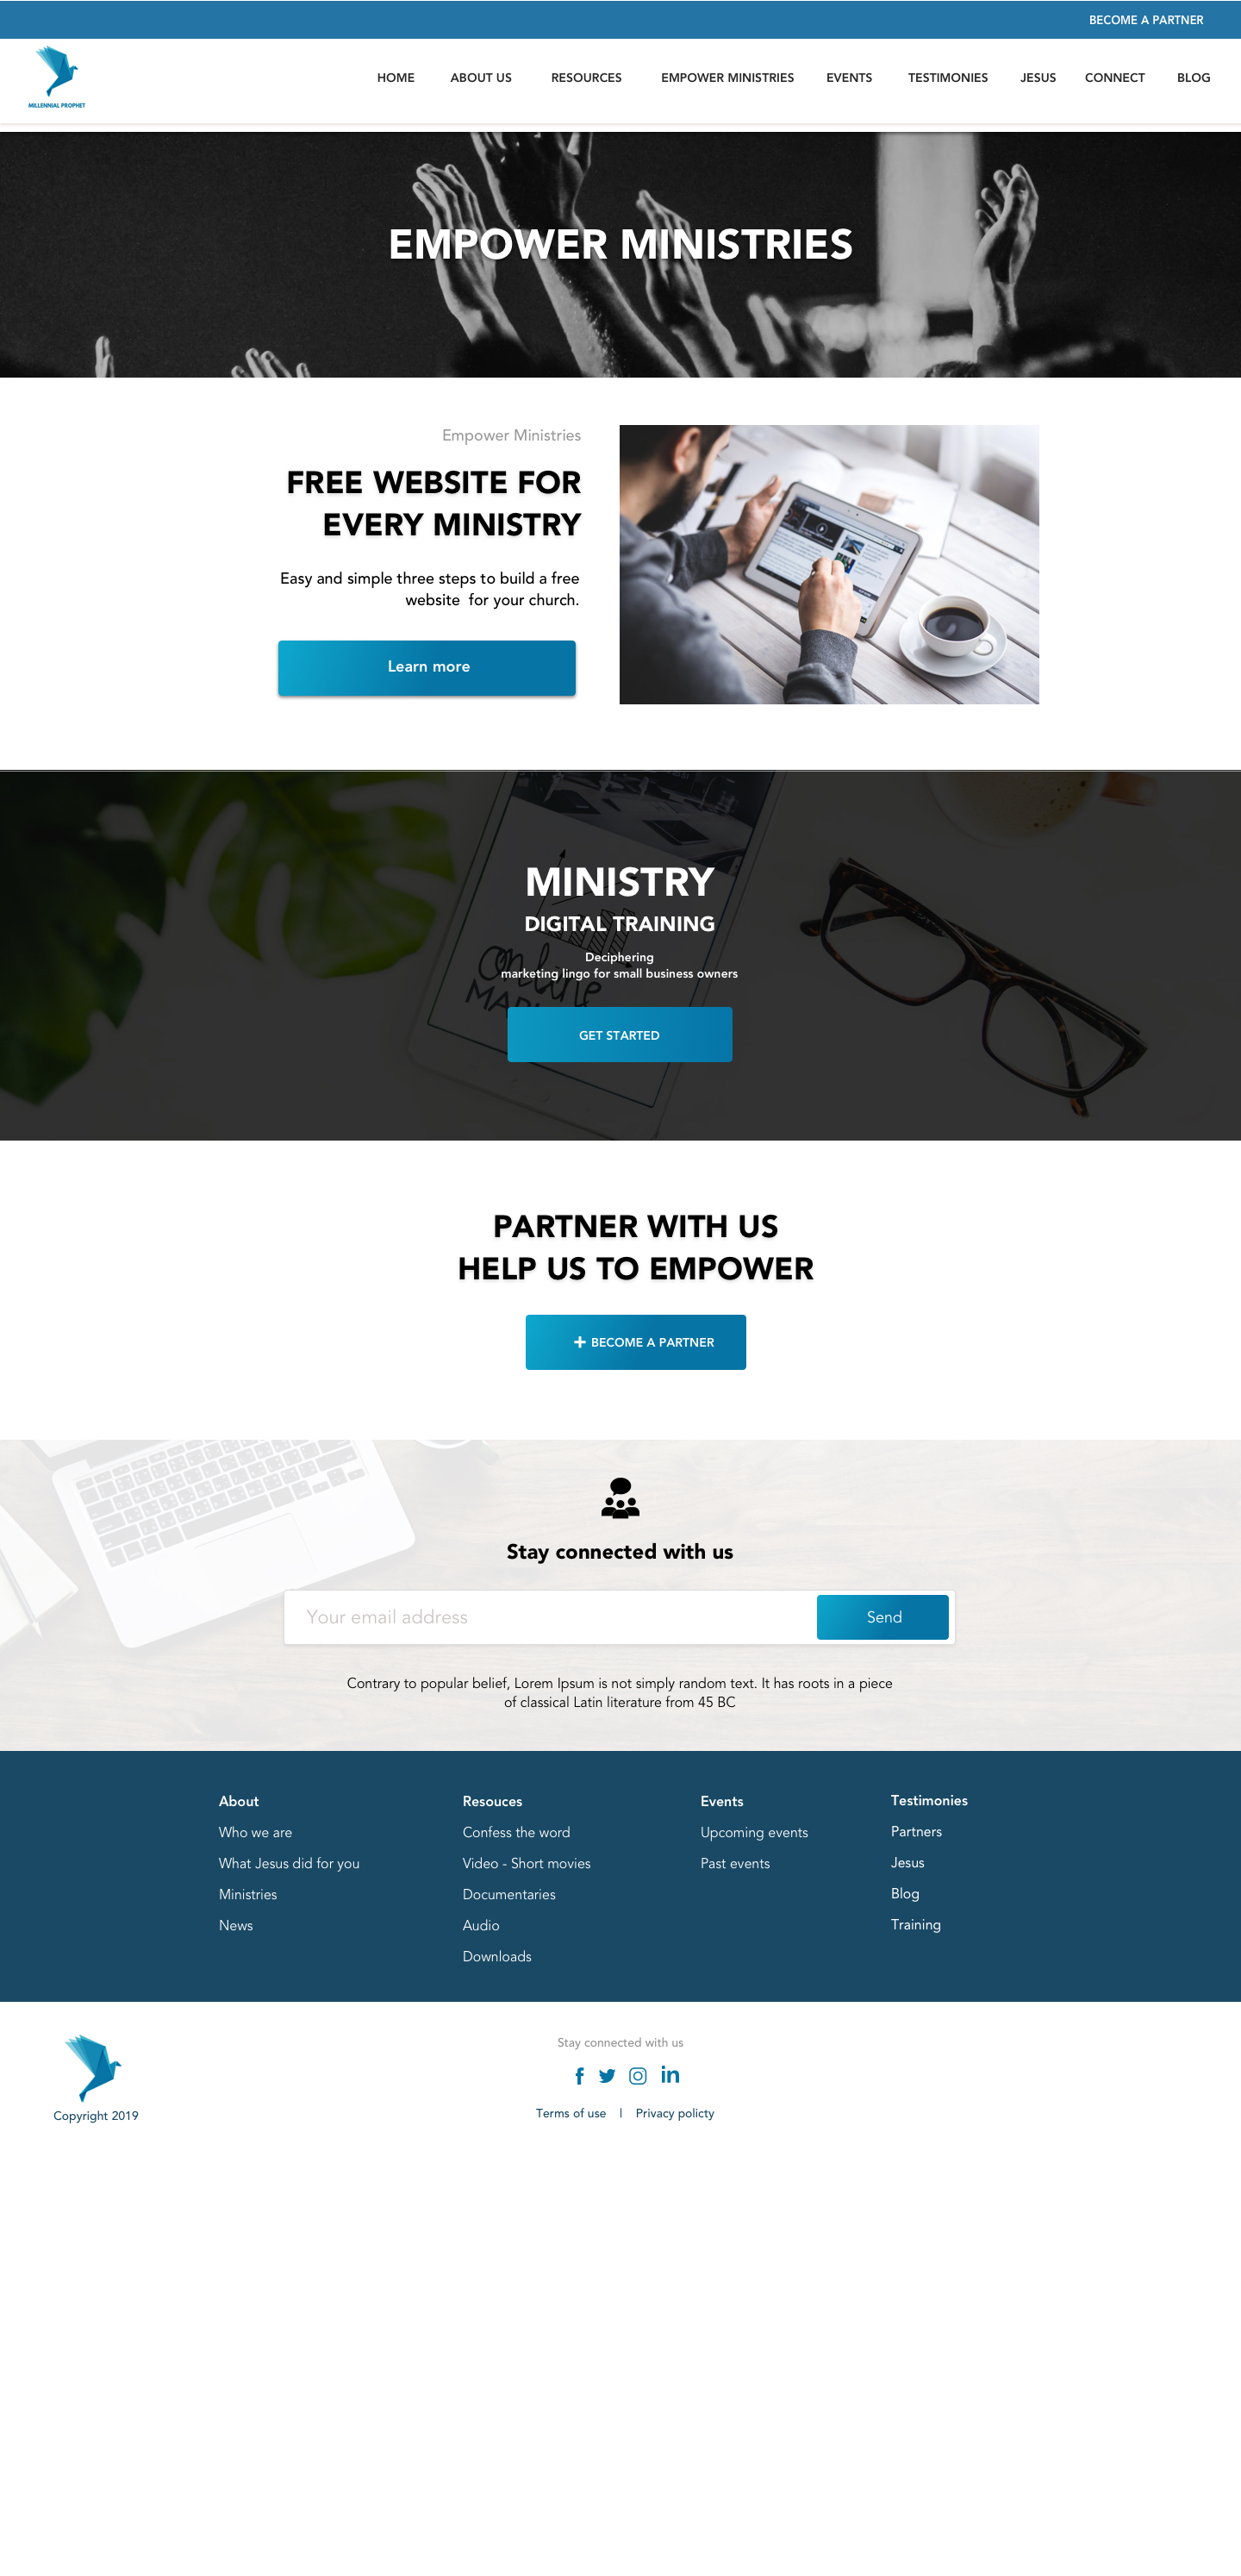 BECOME A PARTNER
MILLENNIAL PROPHET
HOME ABOUT US RESOURCES EMPOWER MINISTRIES EVENTS TESTIMONIES JESUS CONNECT BLOG
EMPOWER MINISTRIES
Empower Ministries
FREE WEBSITE FOR
EVERY MINISTRY
Easy and simple three steps to build a free
website for your church.
Learn more
MINISTRY
DIGITAL TRAINING
Deciphering
marketing lingo for small business owners
online
GET STARTED
PARTNER WITH US
HELP US TO EMPOWER
BECOME A PARTNER
Stay connected with us
Your email address
Send
Contrary to popular belief, Lorem Ipsum is not simply random text. It has roots in a piece
of classical Latin literature from 45 BC
About
Who we are
What Jesus did for you
Ministries
News
Resouces
Confess the word
Video - Short movies
Documentaries
Audio
Downloads
Events
Upcoming events
Past events
Testimonies
Partners
Jesus
Blog
Training
Copyright 2019
Stay connected with us
Terms of use | Privacy policty